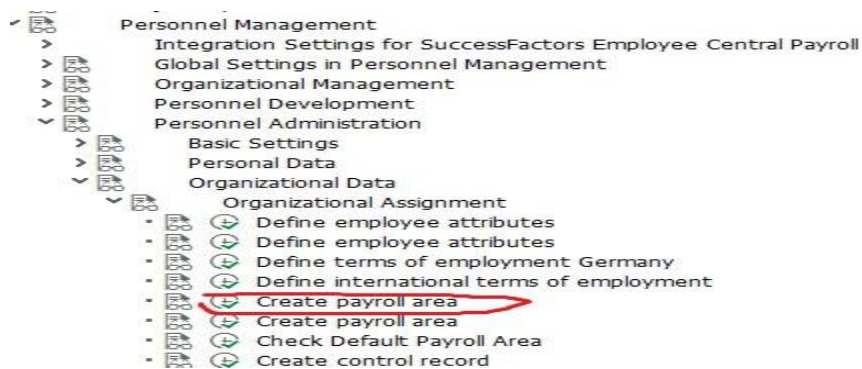 Personnel Management
Integration Settings for SuccessFactors Employee Central Payroll
Global Settings in Personnel Management
Organizational Management
Personnel Development
Personnel Administration
Basic Settings
Personal Data
Organizational Data
Organizational Assignment
Define employee attributes
Define employee attributes
Define terms of employment Germany
Define international terms of employment
Create payroll area
Create payroll area
Check Default Payroll Area
Create control record